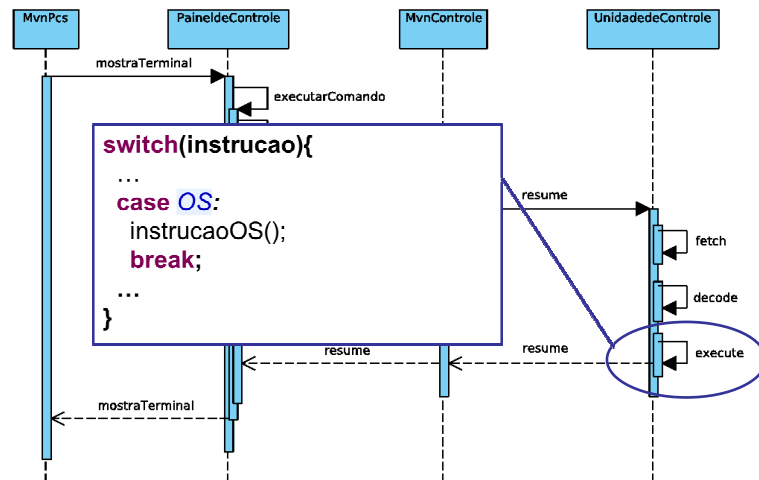 MvnPcs
PaineldeControle
MvnControle
UnidadedeControle
mostraTerminal
executarComando
switch(instrucao){
...
case OS:
instrucaoOS();
break;
...
}
resume
fetch
decode
execute
resume
resume
mostraTerminal